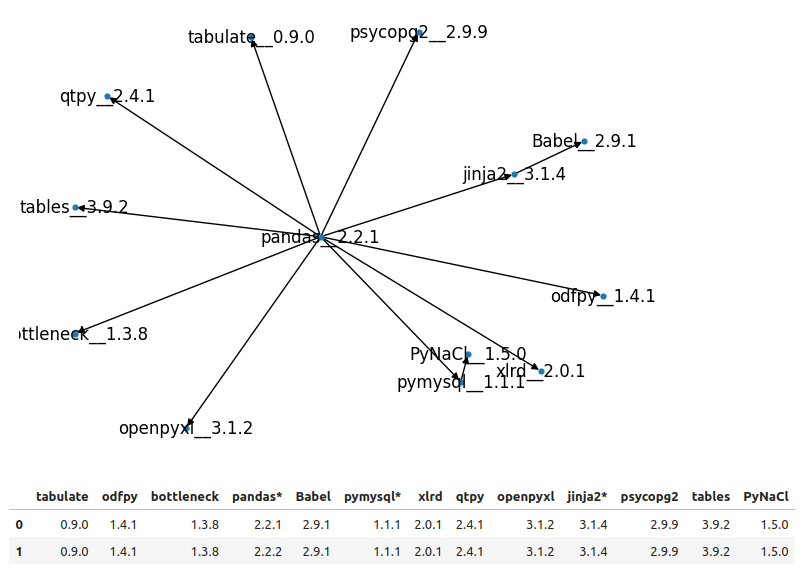 tabulate__0.9.0
psycopg2__2.9.9
qtpy__2.4.1
Babel__2.9.1
jinja2__3.1.4
tables__3.9.2
pandas__2.2.1
odfpy__1.4.1
ottleneck__1.3.8
PyNaCl__1.5.0
xlrd__2.0.1
pymysql__1.1.1
openpyxl__3.1.2
tabulate odfpy bottleneck pandas* Babel pymysql* xlrd qtpy openpyxl jinja2* psycopg2 tables PyNaCl
0 0.9.0 1.4.1 1.3.8 2.2.1 2.9.1 1.1.1 2.0.1 2.4.1 3.1.2 3.1.4 2.9.9 3.9.2 1.5.0
1 0.9.0 1.4.1 1.3.8 2.2.2 2.9.1 1.1.1 2.0.1 2.4.1 3.1.2 3.1.4 2.9.9 3.9.2 1.5.0